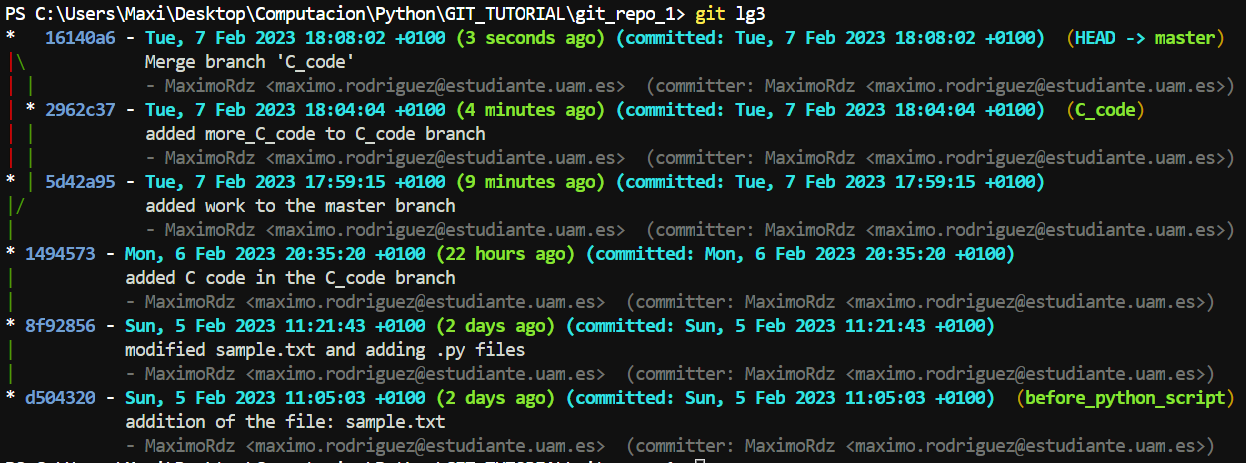 PS C:\Users\Maxi\Desktop\Computacion\Python\GIT_TUTORIAL\git_repo_1> git lg3
*   16140a6 - Tue, 7 Feb 2023 18:08:02 +0100 (3 seconds ago) (committed: Tue, 7 Feb 2023 18:08:02 +0100)  (HEAD -> master)
|\            Merge branch 'C_code'
| |           - MaximoRdz <maximo.rodriguez@estudiante.uam.es>  (committer: MaximoRdz <maximo.rodriguez@estudiante.uam.es>)
| * 2962c37 - Tue, 7 Feb 2023 18:04:04 +0100 (4 minutes ago) (committed: Tue, 7 Feb 2023 18:04:04 +0100)  (C_code)
| |           added more_C_code to C_code branch
| |           - MaximoRdz <maximo.rodriguez@estudiante.uam.es>  (committer: MaximoRdz <maximo.rodriguez@estudiante.uam.es>)
* | 5d42a95 - Tue, 7 Feb 2023 17:59:15 +0100 (9 minutes ago) (committed: Tue, 7 Feb 2023 17:59:15 +0100)
|/            added work to the master branch
|             - MaximoRdz <maximo.rodriguez@estudiante.uam.es>  (committer: MaximoRdz <maximo.rodriguez@estudiante.uam.es>)
* 1494573 - Mon, 6 Feb 2023 20:35:20 +0100 (22 hours ago) (committed: Mon, 6 Feb 2023 20:35:20 +0100)
|           added C code in the C_code branch
|           - MaximoRdz <maximo.rodriguez@estudiante.uam.es>  (committer: MaximoRdz <maximo.rodriguez@estudiante.uam.es>)
* 8f92856 - Sun, 5 Feb 2023 11:21:43 +0100 (2 days ago) (committed: Sun, 5 Feb 2023 11:21:43 +0100)
|           modified sample.txt and adding .py files
|           - MaximoRdz <maximo.rodriguez@estudiante.uam.es>  (committer: MaximoRdz <maximo.rodriguez@estudiante.uam.es>)
* d504320 - Sun, 5 Feb 2023 11:05:03 +0100 (2 days ago) (committed: Sun, 5 Feb 2023 11:05:03 +0100)  (before_python_script)
            addition of the file: sample.txt
            - MaximoRdz <maximo.rodriguez@estudiante.uam.es>  (committer: MaximoRdz <maximo.rodriguez@estudiante.uam.es>)